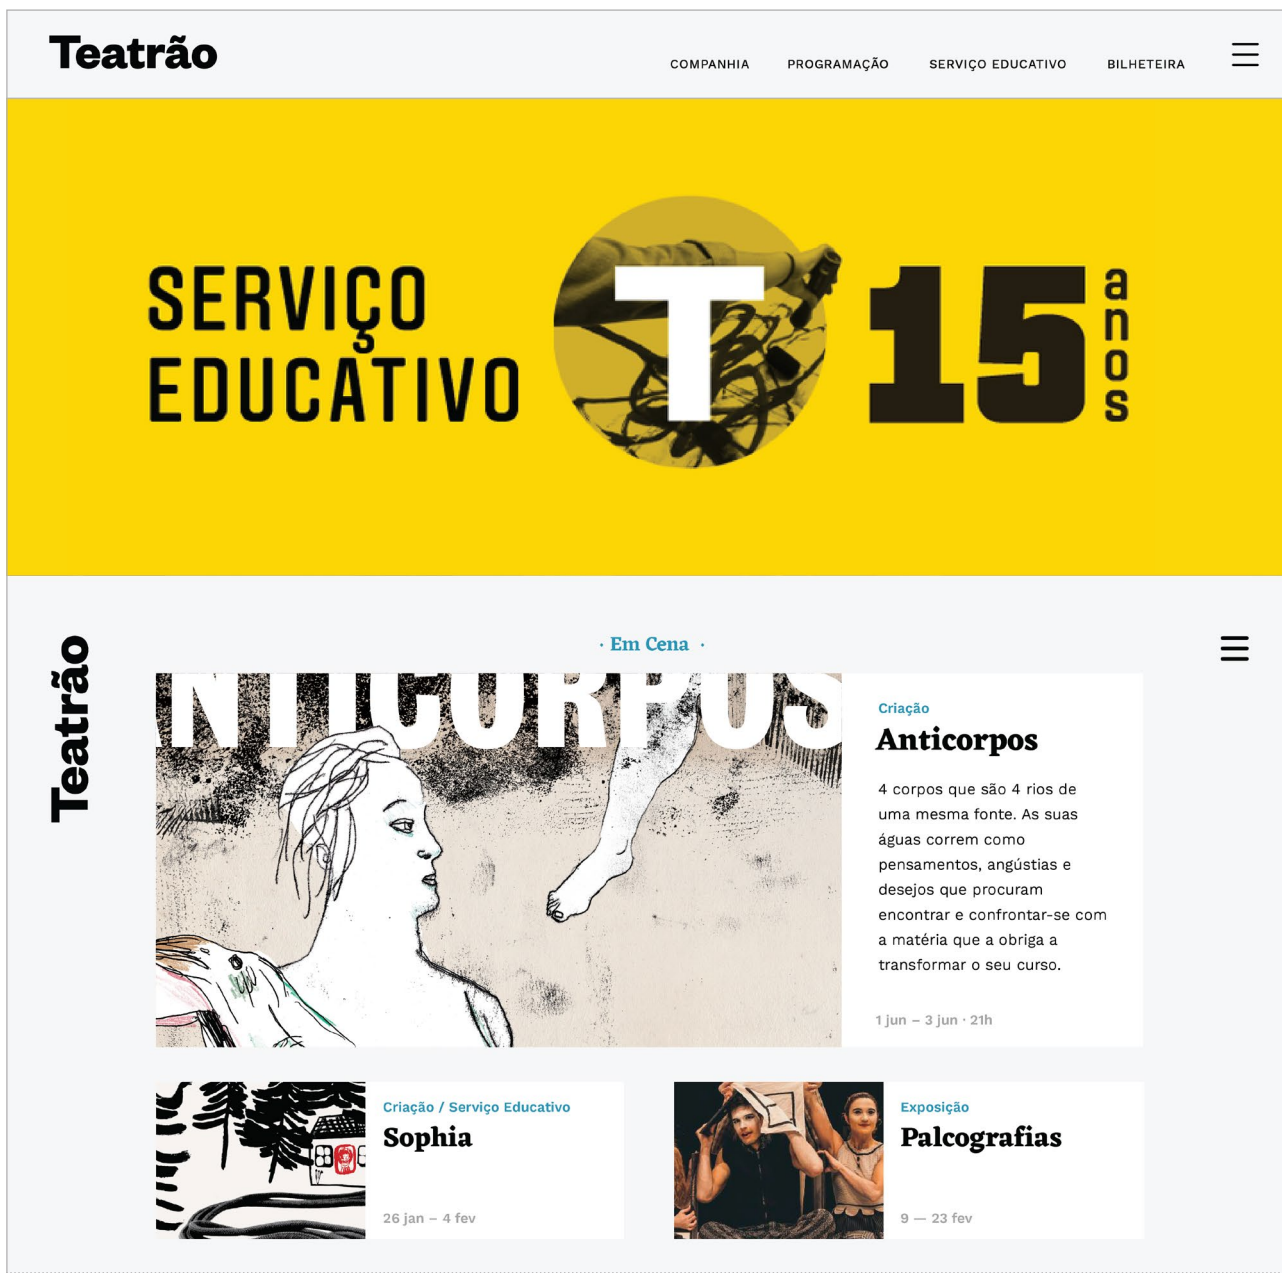 Teatrão
COMPANHIA PROGRAMAÇÃO SERVIÇO EDUCATIVO BILHETEIRA
SERVIÇO
EDUCATIVO
T
15
anos
Teatrão
· Em Cena ·
ANTICORPOS
Criação
Anticorpos
4 corpos que são 4 rios de
uma mesma fonte. As suas
águas correm como
pensamentos, angústias e
desejos que procuram
encontrar e confrontar-se com
a matéria que a obriga a
transformar o seu curso.
1 jun – 3 jun · 21h
Criação / Serviço Educativo
Sophia
26 jan – 4 fev
Exposição
Palcografias
9 — 23 fev